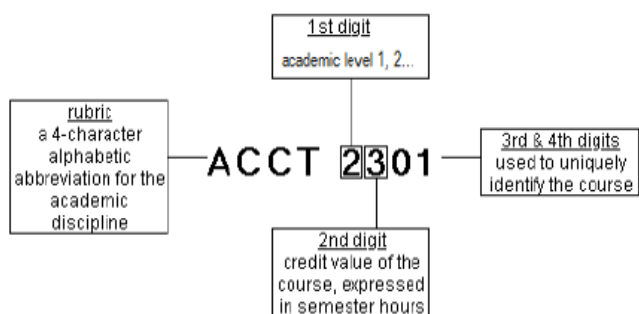 1st digit
academic level 1, 2...
rubric
a 4-character
alphabetic
abbreviation for the
academic
discipline
ACCT 2301
3rd & 4th digits
used to uniquely
identify the course
2nd digit
credit value of the
course, expressed
in semester hours